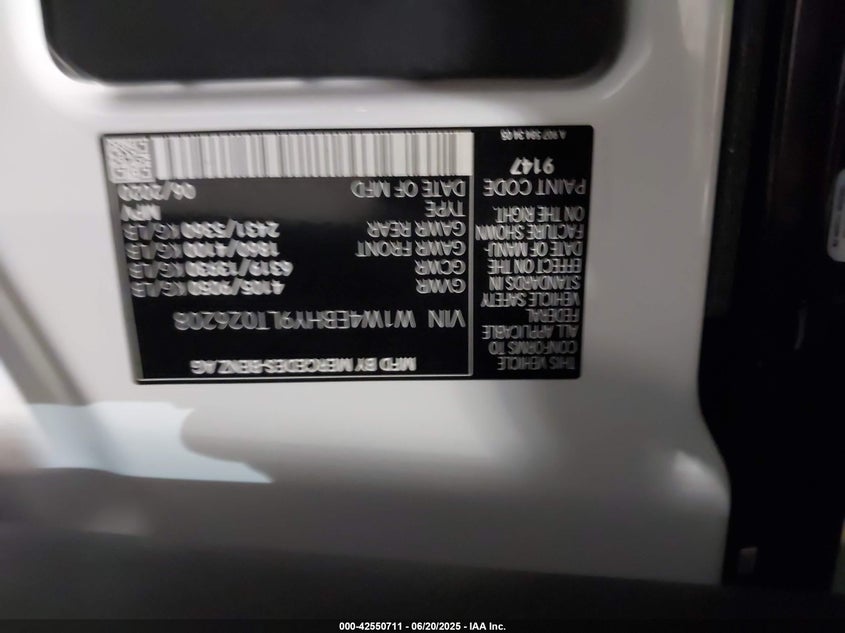 MFD BY MERCEDES-BENZ AG
VIN W1W4EBHY9LT026208
GVWR 4105/9050 KG/LB
GCWR 6319/13930 KG/LB
GAWR FRONT 1860/4100 KG/LB
GAWR REAR 2431/5360 KG/LB
TYPE MPV
DATE OF MFD 06/2020
THIS VEHICLE
CONFORMS TO
ALL APPLICABLE
FEDERAL
VEHICLE SAFETY
STANDARDS IN
EFFECT ON THE
DATE OF MANU-
FACTURE SHOWN
ON THE RIGHT.
PAINT CODE
9147
A 907 584 34 05
000-42550711 - 06/20/2025 - IAA Inc.